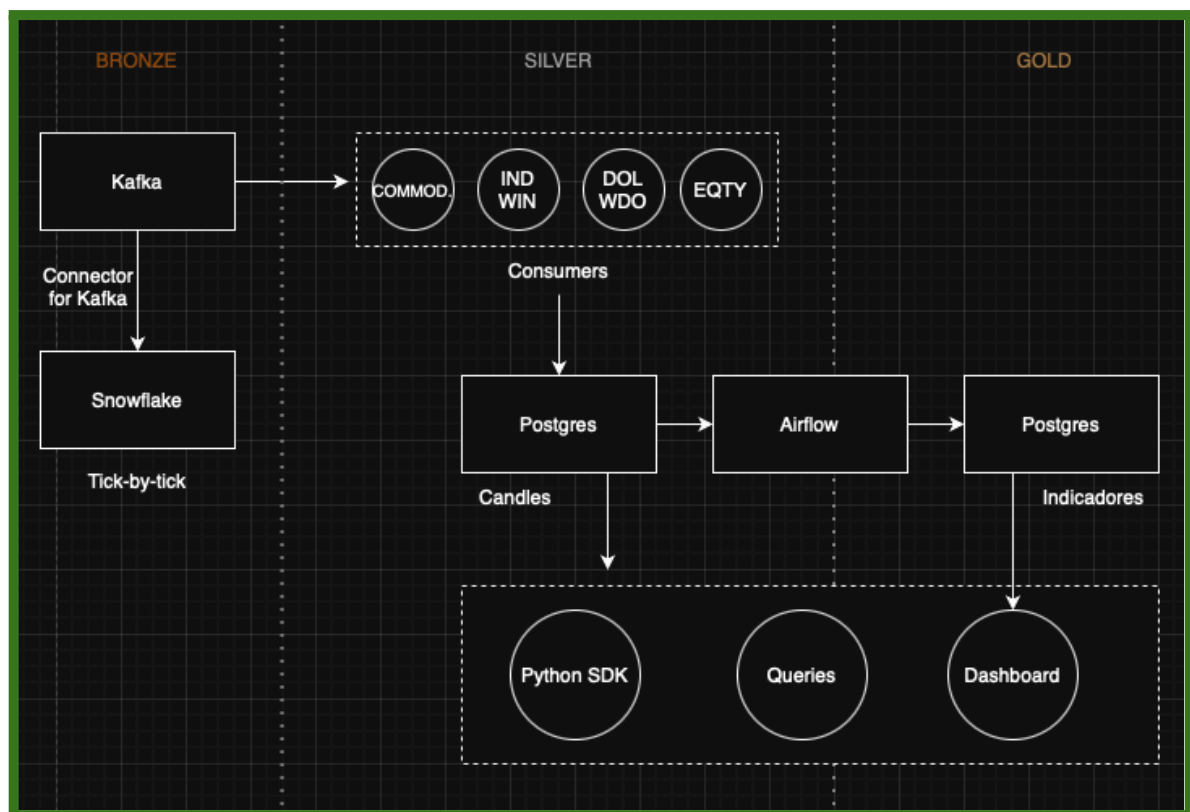 BRONZE
SILVER
GOLD
Kafka
COMMOD.
IND
WIN
DOL
WDO
EQTY
Connector
for Kafka
Consumers
Snowflake
Tick-by-tick
Postgres
Airflow
Postgres
Candles
Indicadores
Python SDK
Queries
Dashboard